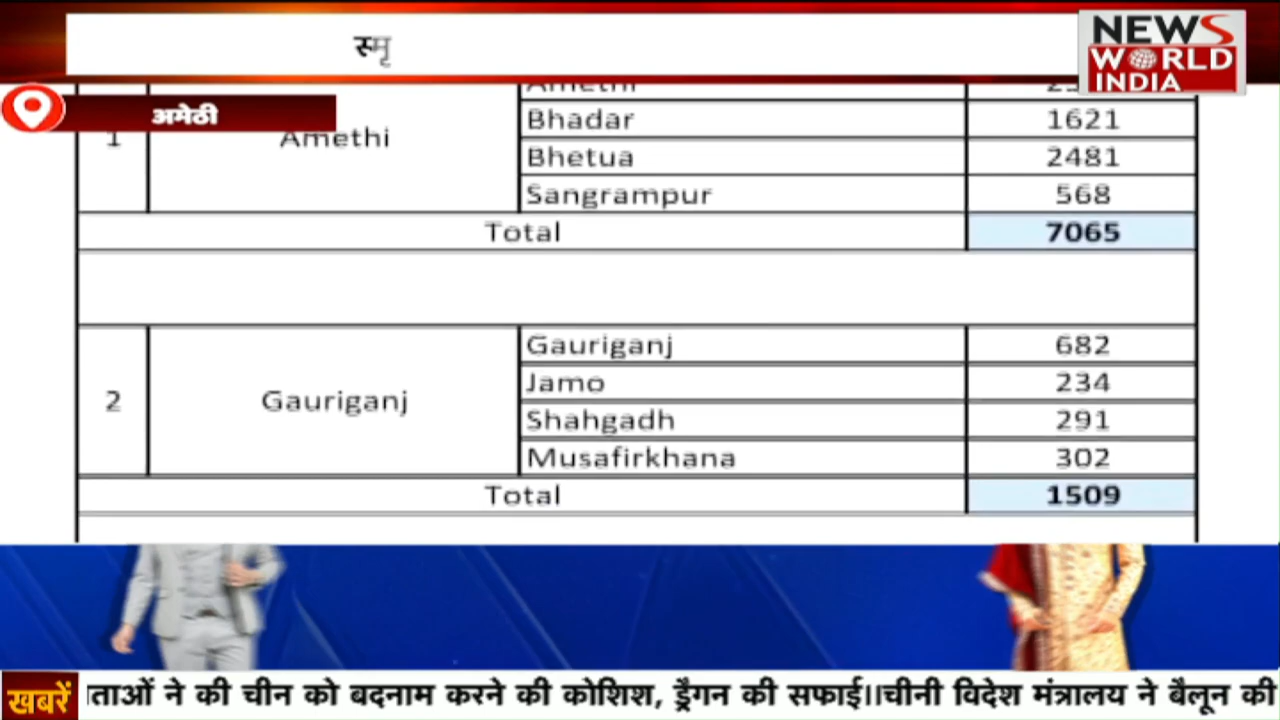 स्मृ
NEWS
WORLD
INDIA
अमेठी
1 Amethi
Bhadar 1621
Bhetua 2481
Sangrampur 568
Total 7065
2 Gauriganj
Gauriganj 682
Jamo 234
Shahgadh 291
Musafirkhana 302
Total 1509
खबरें ताओं ने की चीन को बदनाम करने की कोशिश, ड्रैगन की सफाई।।चीनी विदेश मंत्रालय ने बैलून की